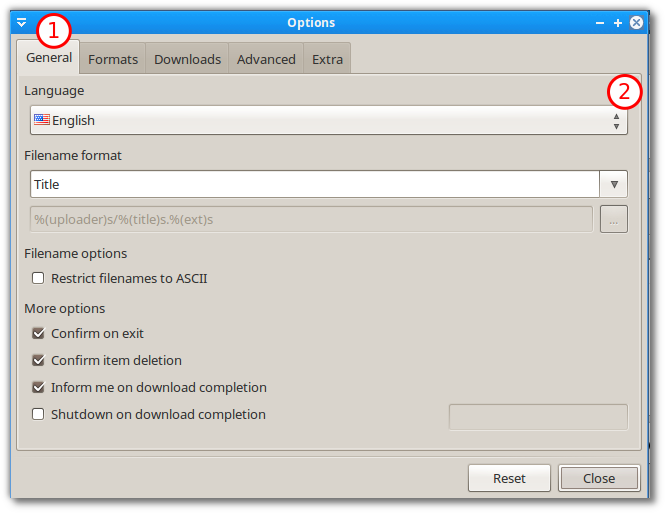 Options
1
General Formats Downloads Advanced Extra
2
Language
English
Filename format
Title
%(uploader)s/%(title)s.%(ext)s ...
Filename options
Restrict filenames to ASCII
More options
Confirm on exit
Confirm item deletion
Inform me on download completion
Shutdown on download completion
Reset Close